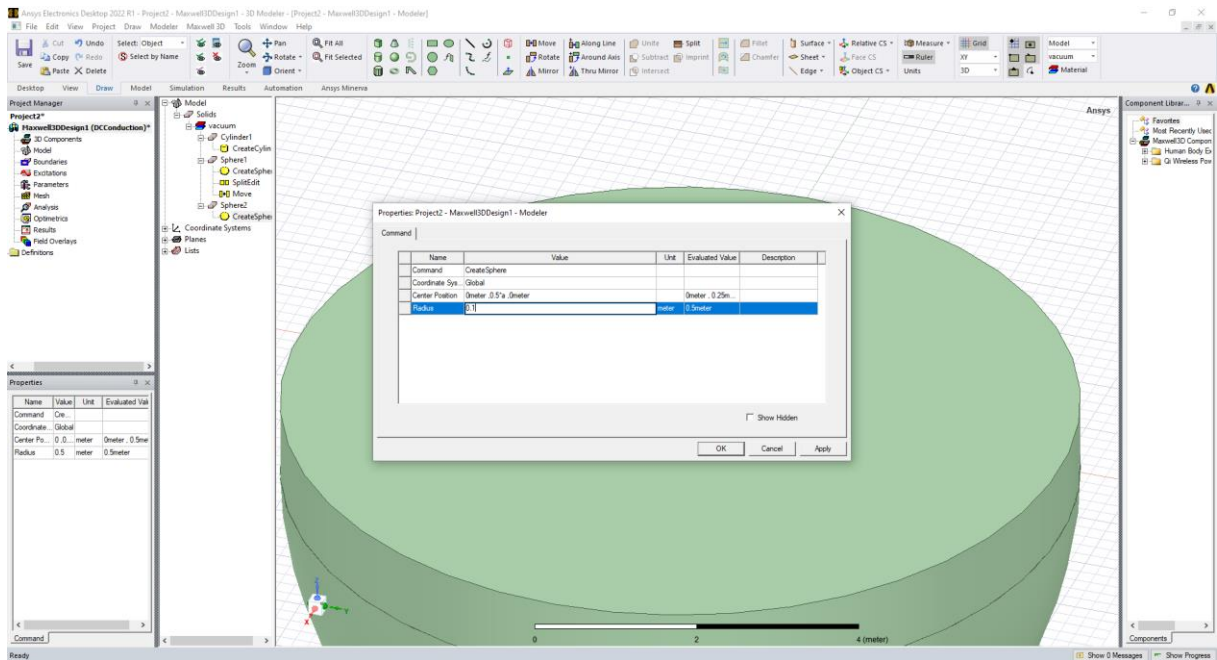 Ansys Electronics Desktop 2022 R1 - Project2 - Maxwell3DDesign1 - 3D Modeler - [Project2 - Maxwell3DDesign1 - Modeler]
File Edit View Project Draw Modeler Maxwell 3D Tools Window Help
Save
Cut Undo Select: Object
Copy Redo Select by Name
Paste Delete
Zoom
Pan
Rotate
Orient
Fit All
Fit Selected
Move Along Line Unite Split Fillet
Rotate Around Axis Subtract Imprint Chamfer
Mirror Thru Mirror Intersect
Surface Relative CS Measure Grid Model
Sheet Face CS Ruler XY vacuum
Edge Object CS Units 3D Material
Desktop View Draw Model Simulation Results Automation Ansys Minerva
Project Manager
Project2*
Maxwell3DDesign1 (DCConduction)*
3D Components
Model
Boundaries
Excitations
Parameters
Mesh
Analysis
Optimetrics
Results
Field Overlays
Definitions
Model
Solids
vacuum
Cylinder1
CreateCylin
Sphere1
CreateSphe
SplitEdit
Move
Sphere2
CreateSphe
Coordinate Systems
Planes
Lists
Ansys
Properties: Project2 - Maxwell3DDesign1 - Modeler
Command
Name Value Unit Evaluated Value Description
Command CreateSphere
Coordinate Sys... Global
Center Position 0meter ,0.5*a ,0meter 0meter , 0.25m...
Radius 0.1 meter 0.5meter
Show Hidden
OK Cancel Apply
Properties
Name Value Unit Evaluated Val
Command Cre...
Coordinate... Global
Center Po... 0 ,0... meter 0meter , 0.5me
Radius 0.5 meter 0.5meter
Command
Z
Y
X
0 2 4 (meter)
Component Librar...
Favorites
Most Recently Usec
Maxwell3D Compon
Human Body Ex
Qi Wireless Pow
Components
Ready
Show 0 Messages Show Progress